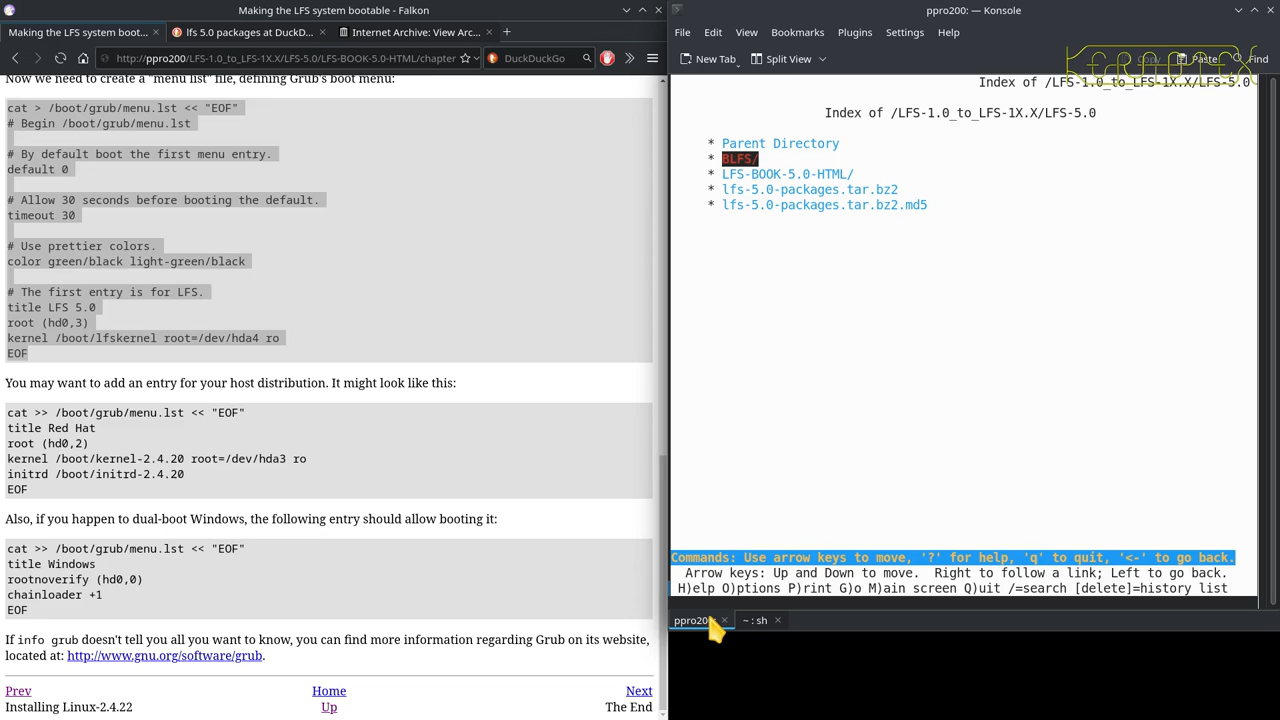 Making the LFS system bootable - Falkon
Making the LFS system boot...
lfs 5.0 packages at DuckD...
Internet Archive: View Arc...
http://ppro200/LFS-1.0_to_LFS-1X.X/LFS-5.0/LFS-BOOK-5.0-HTML/chapter
DuckDuckGo
Now we need to create a "menu list" file, defining Grub's boot menu:
cat > /boot/grub/menu.lst << "EOF"
# Begin /boot/grub/menu.lst
# By default boot the first menu entry.
default 0
# Allow 30 seconds before booting the default.
timeout 30
# Use prettier colors.
color green/black light-green/black
# The first entry is for LFS.
title LFS 5.0
root (hd0,3)
kernel /boot/lfskernel root=/dev/hda4 ro
EOF
You may want to add an entry for your host distribution. It might look like this:
cat >> /boot/grub/menu.lst << "EOF"
title Red Hat
root (hd0,2)
kernel /boot/kernel-2.4.20 root=/dev/hda3 ro
initrd /boot/initrd-2.4.20
EOF
Also, if you happen to dual-boot Windows, the following entry should allow booting it:
cat >> /boot/grub/menu.lst << "EOF"
title Windows
rootnoverify (hd0,0)
chainloader +1
EOF
If info grub doesn't tell you all you want to know, you can find more information regarding Grub on its website,
located at: http://www.gnu.org/software/grub.
Prev Home Next
Installing Linux-2.4.22 Up The End
ppro200: — Konsole
File Edit View Bookmarks Plugins Settings Help
New Tab Split View Copy Paste Find
Index of /LFS-1.0_to_LFS-1X.X/LFS-5.0
Index of /LFS-1.0_to_LFS-1X.X/LFS-5.0
* Parent Directory
* BLFS/
* LFS-BOOK-5.0-HTML/
* lfs-5.0-packages.tar.bz2
* lfs-5.0-packages.tar.bz2.md5
Commands: Use arrow keys to move, '?' for help, 'q' to quit, '<-' to go back.
Arrow keys: Up and Down to move. Right to follow a link; Left to go back.
H)elp O)ptions P)rint G)o M)ain screen Q)uit /=search [delete]=history list
~ : sh